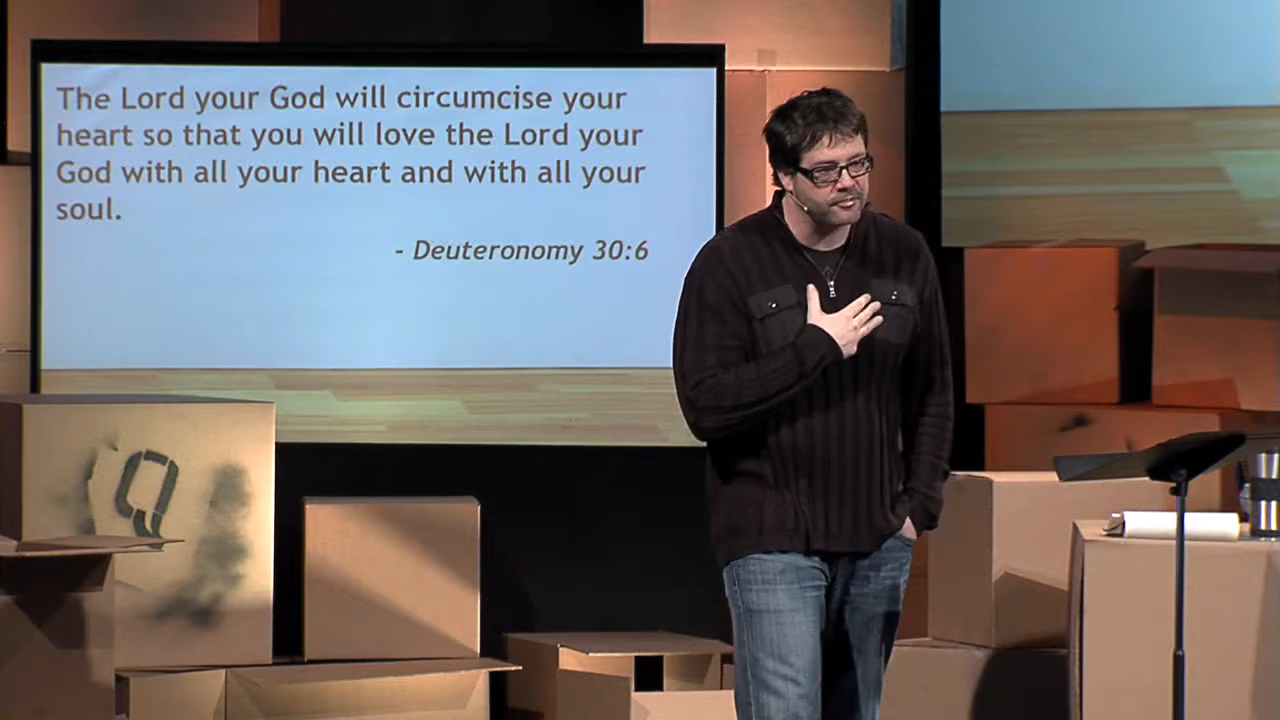 The Lord your God will circumcise your
heart so that you will love the Lord your
God with all your heart and with all your
soul.
- Deuteronomy 30:6
Q